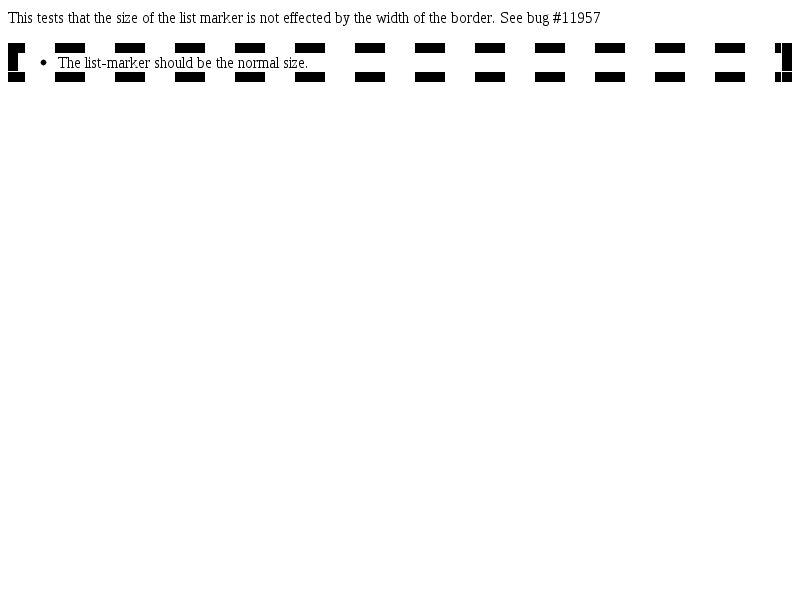 This tests that the size of the list marker is not effected by the width of the border. See bug #11957
• The list-marker should be the normal size.